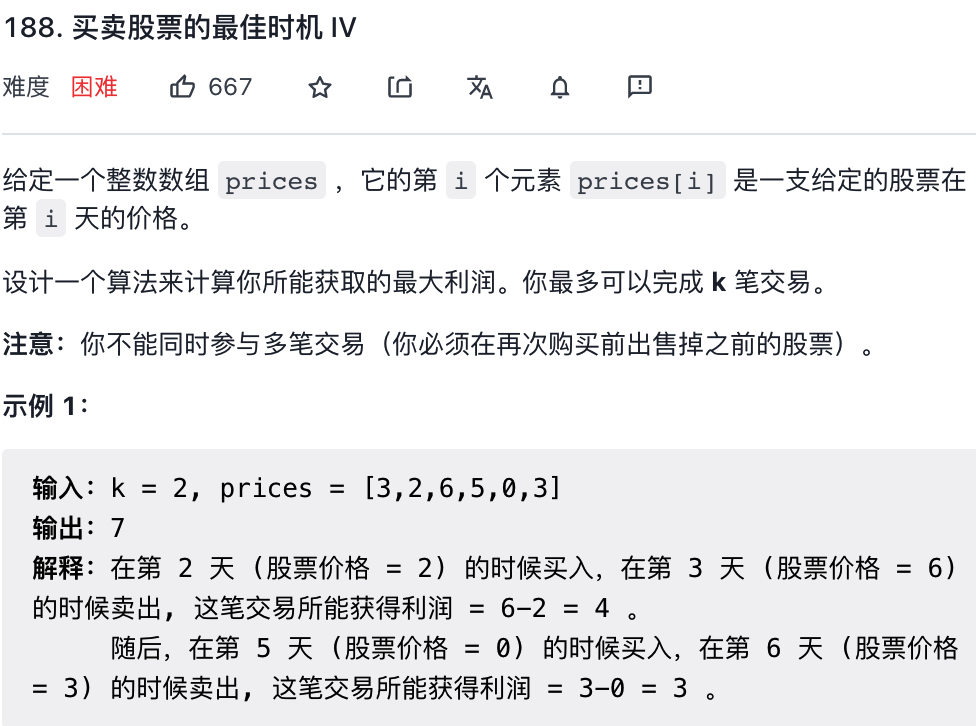 188. 买卖股票的最佳时机 IV
难度 困难 667
给定一个整数数组 prices ，它的第 i 个元素 prices[i] 是一支给定的股票在
第 i 天的价格。
设计一个算法来计算你所能获取的最大利润。你最多可以完成 k 笔交易。
注意：你不能同时参与多笔交易（你必须在再次购买前出售掉之前的股票）。
示例 1：
输入：k = 2, prices = [3,2,6,5,0,3]
输出：7
解释：在第 2 天 (股票价格 = 2) 的时候买入，在第 3 天 (股票价格 = 6)
的时候卖出, 这笔交易所能获得利润 = 6-2 = 4 。
随后，在第 5 天 (股票价格 = 0) 的时候买入，在第 6 天 (股票价格
= 3) 的时候卖出, 这笔交易所能获得利润 = 3-0 = 3 。